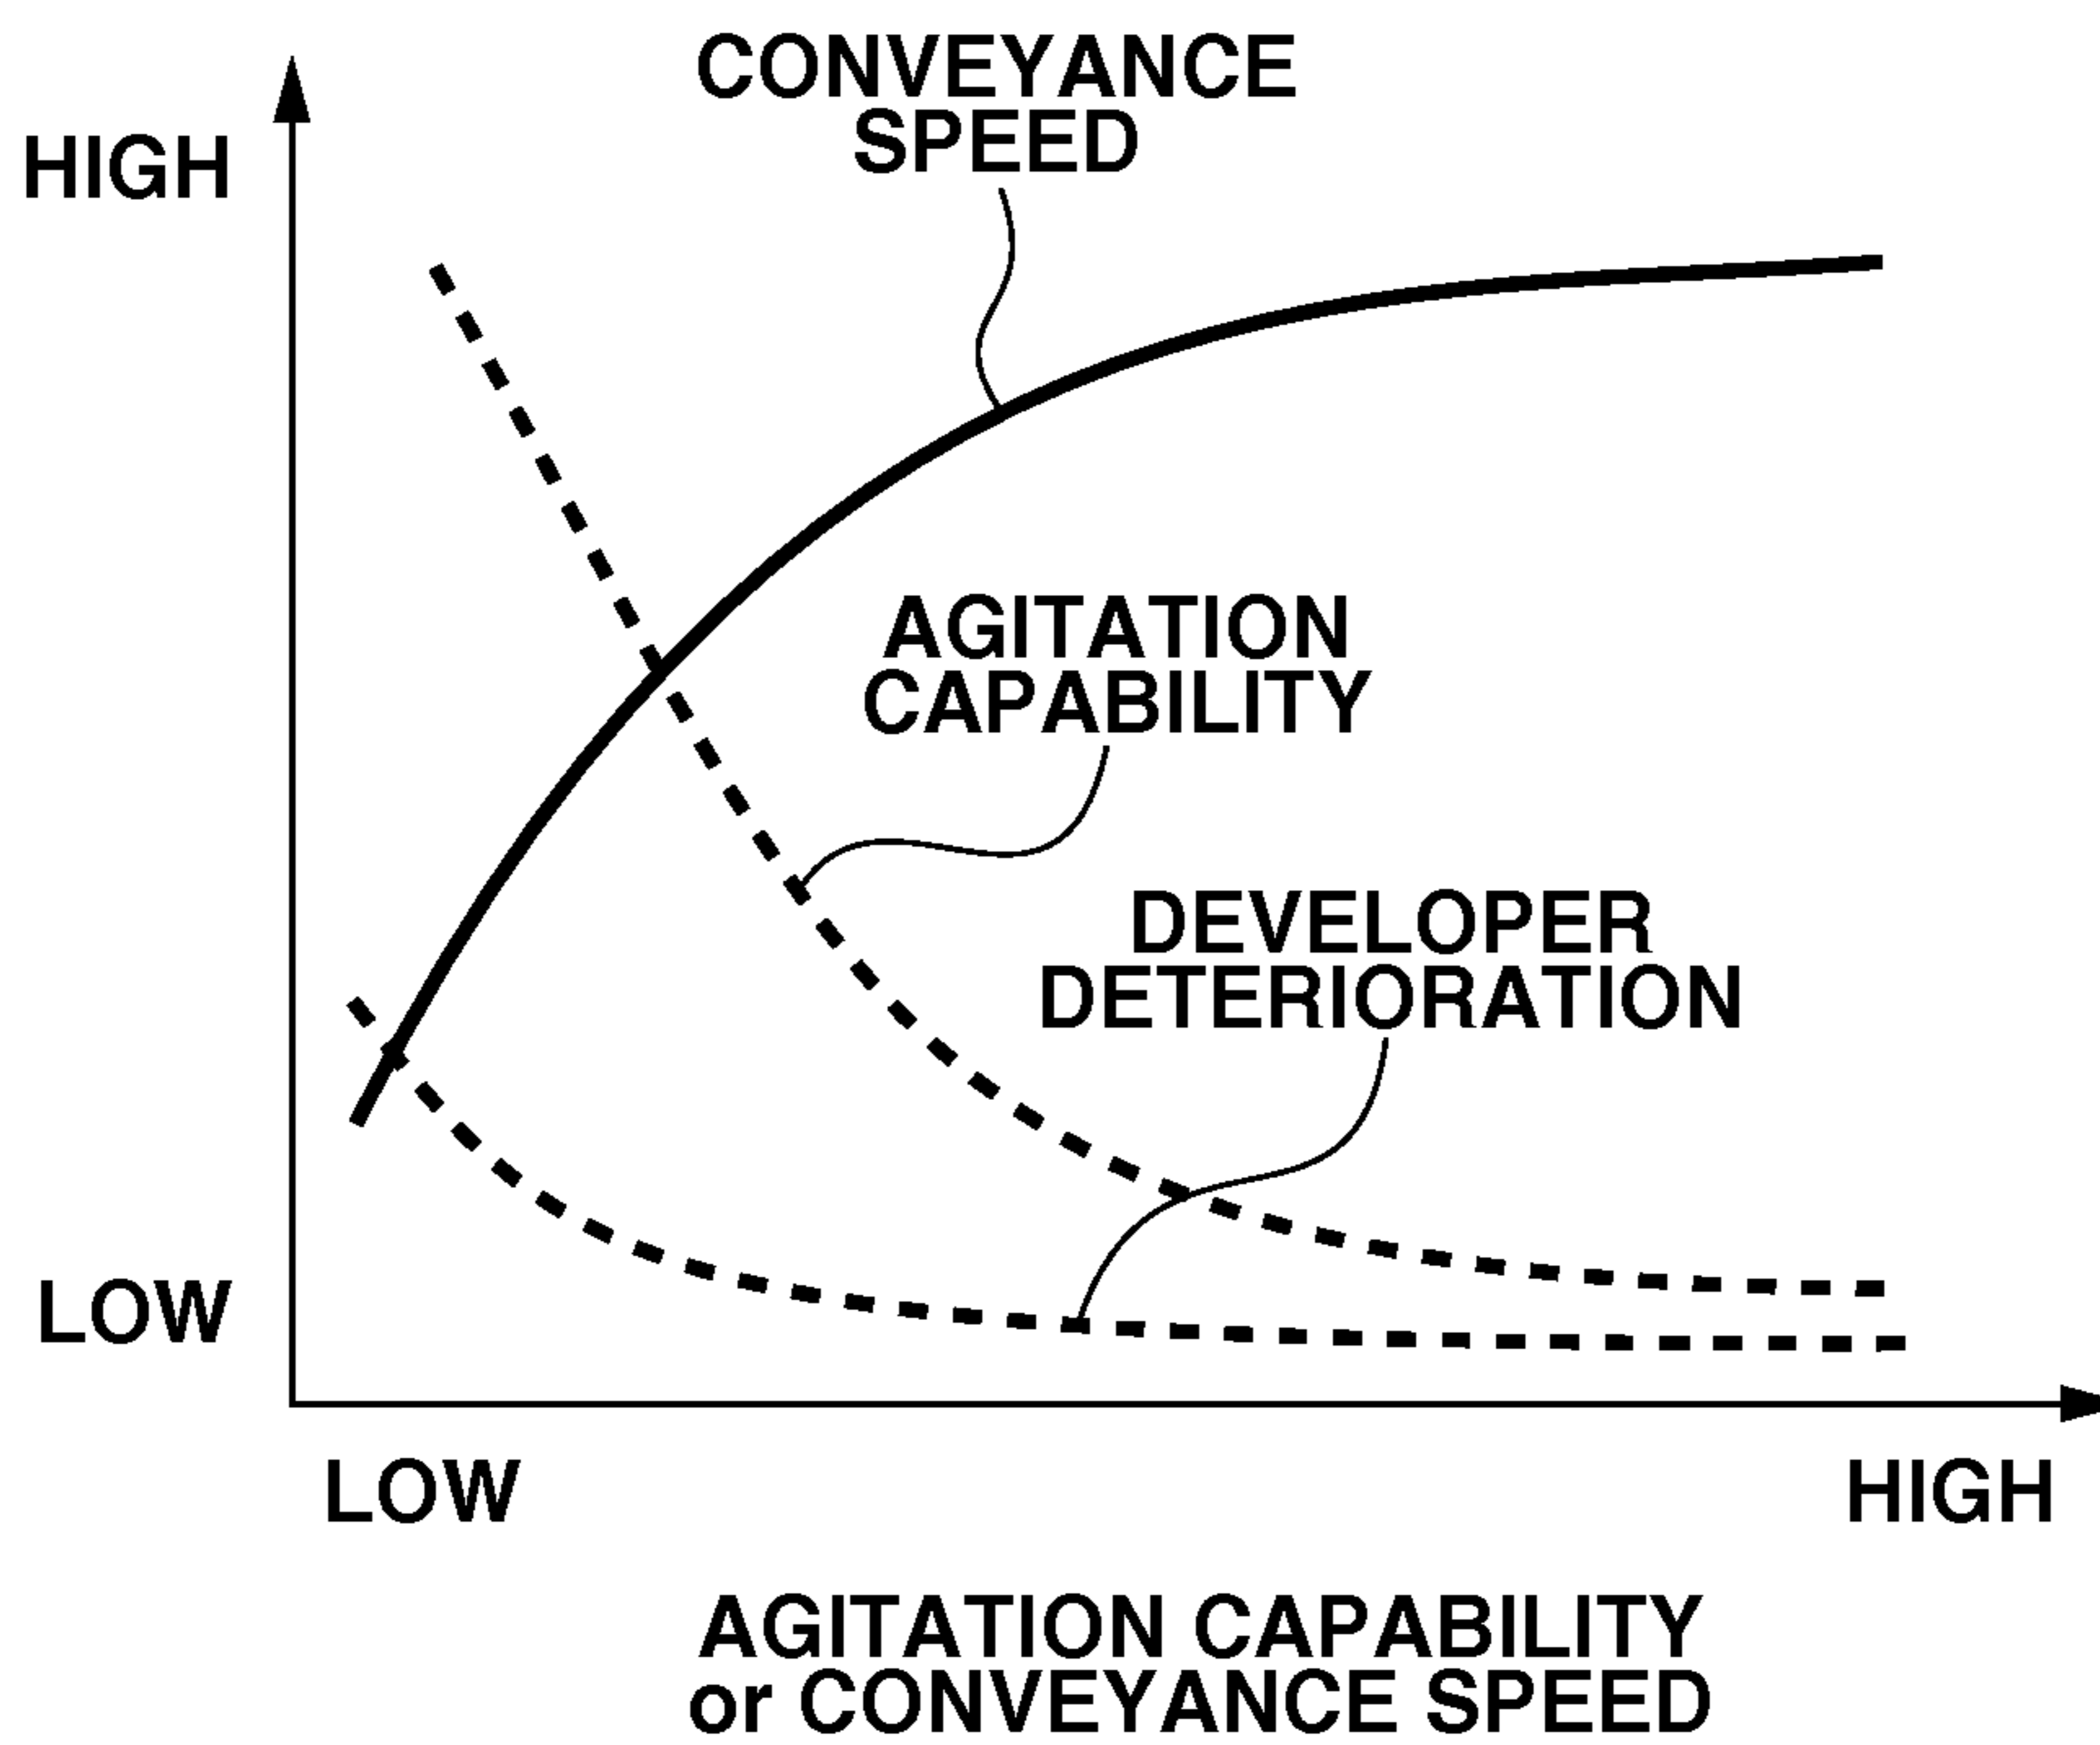 CONVEYANCE
SPEED
HIGH
AGITATION
CAPABILITY
DEVELOPER
DETERIORATION
LOW
LOW
HIGH
AGITATION CAPABILITY
or CONVEYANCE SPEED